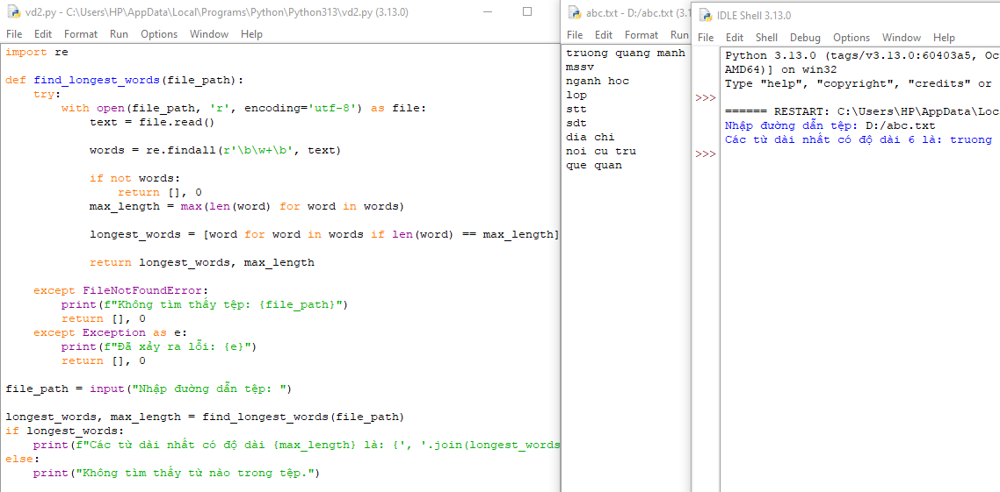 vd2.py - C:\Users\HP\AppData\Local\Programs\Python\Python313\vd2.py (3.13.0)
File Edit Format Run Options Window Help
import re
def find_longest_words(file_path):
try:
with open(file_path, 'r', encoding='utf-8') as file:
text = file.read()
words = re.findall(r'\b\w+\b', text)
if not words:
return [], 0
max_length = max(len(word) for word in words)
longest_words = [word for word in words if len(word) == max_length]
return longest_words, max_length
except FileNotFoundError:
print(f"Không tìm thấy tệp: {file_path}")
return [], 0
except Exception as e:
print(f"Đã xảy ra lỗi: {e}")
return [], 0
file_path = input("Nhập đường dẫn tệp: ")
longest_words, max_length = find_longest_words(file_path)
if longest_words:
print(f"Các từ dài nhất có độ dài {max_length} là: {', '.join(longest_words
else:
print("Không tìm thấy từ nào trong tệp.")
abc.txt - D:/abc.txt (3.1
File Edit Format Run
truong quang manh
mssv
nganh hoc
lop
stt
sdt
dia chi
noi cu tru
que quan
IDLE Shell 3.13.0
File Edit Shell Debug Options Window Help
Python 3.13.0 (tags/v3.13.0:60403a5, Oc
AMD64)] on win32
Type "help", "copyright", "credits" or
>>>
====== RESTART: C:\Users\HP\AppData\Loc
Nhập đường dẫn tệp: D:/abc.txt
Các từ dài nhất có độ dài 6 là: truong
>>>